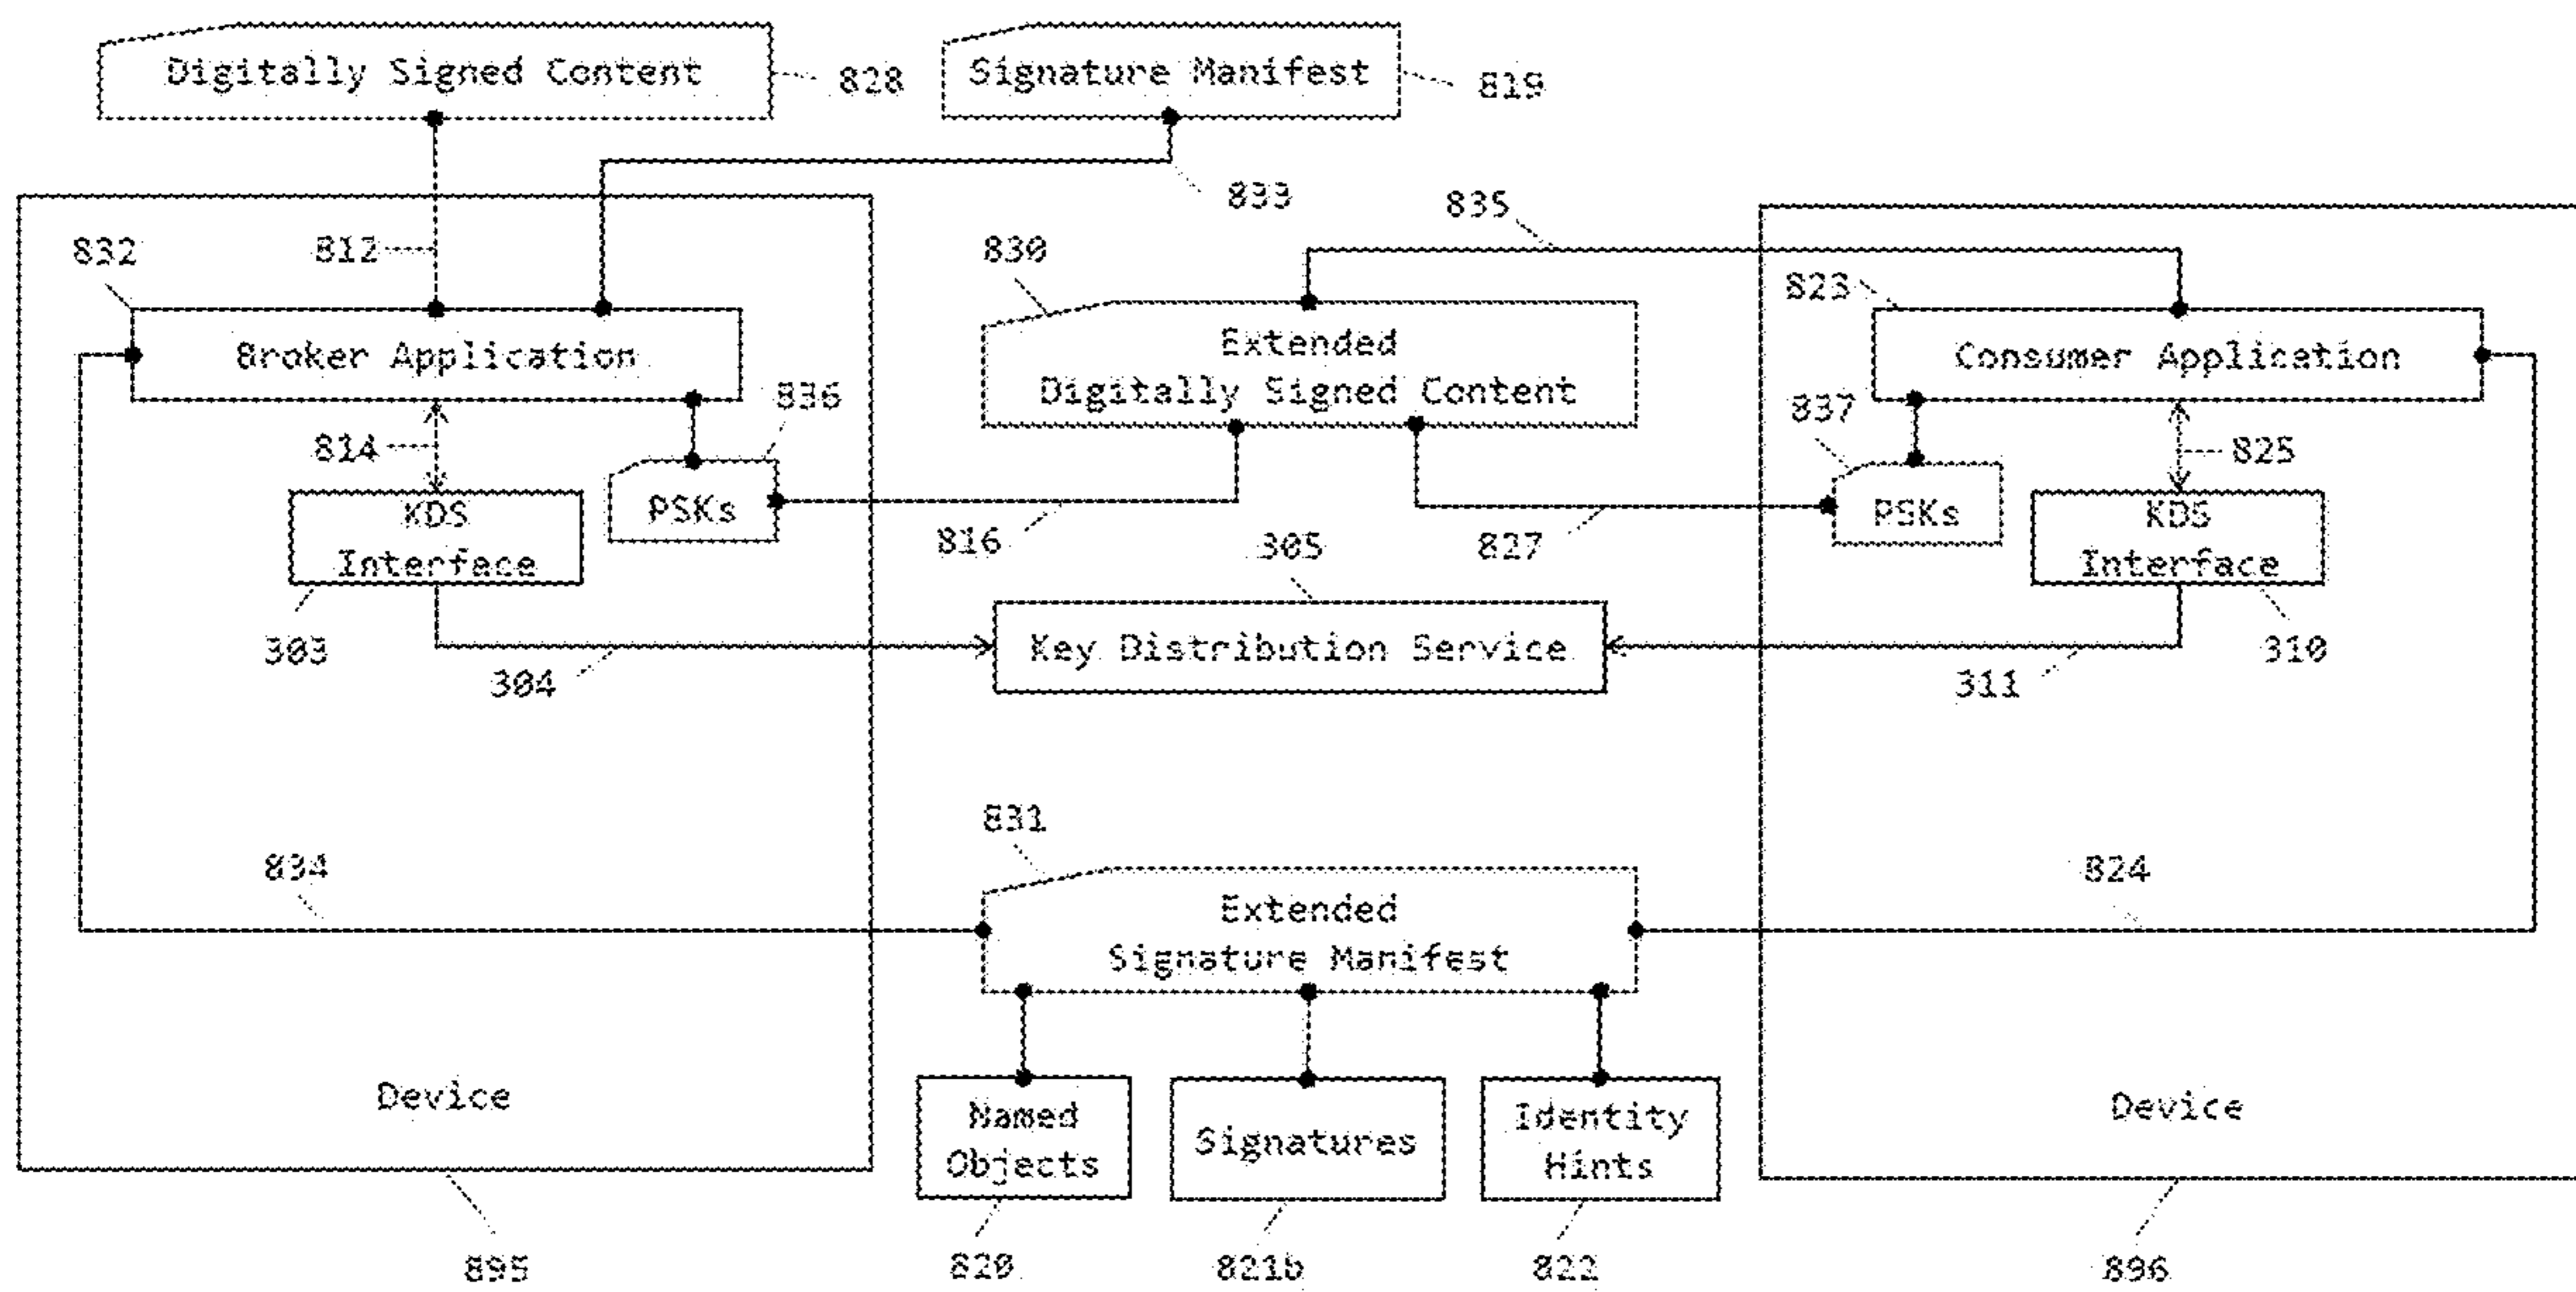 Digitally Signed Content
828
Signature Manifest
819
833
835
832
812
830
823
Broker Application
Extended
Digitally Signed Content
Consumer Application
836
837
814
825
KDS
Interface
PSKs
816
827
PSKs
KDS
Interface
305
303
304
Key Distribution Service
311
310
831
834
824
Extended
Signature Manifest
Device
Named
Objects
Signatures
Identity
Hints
Device
895
820
821b
822
896